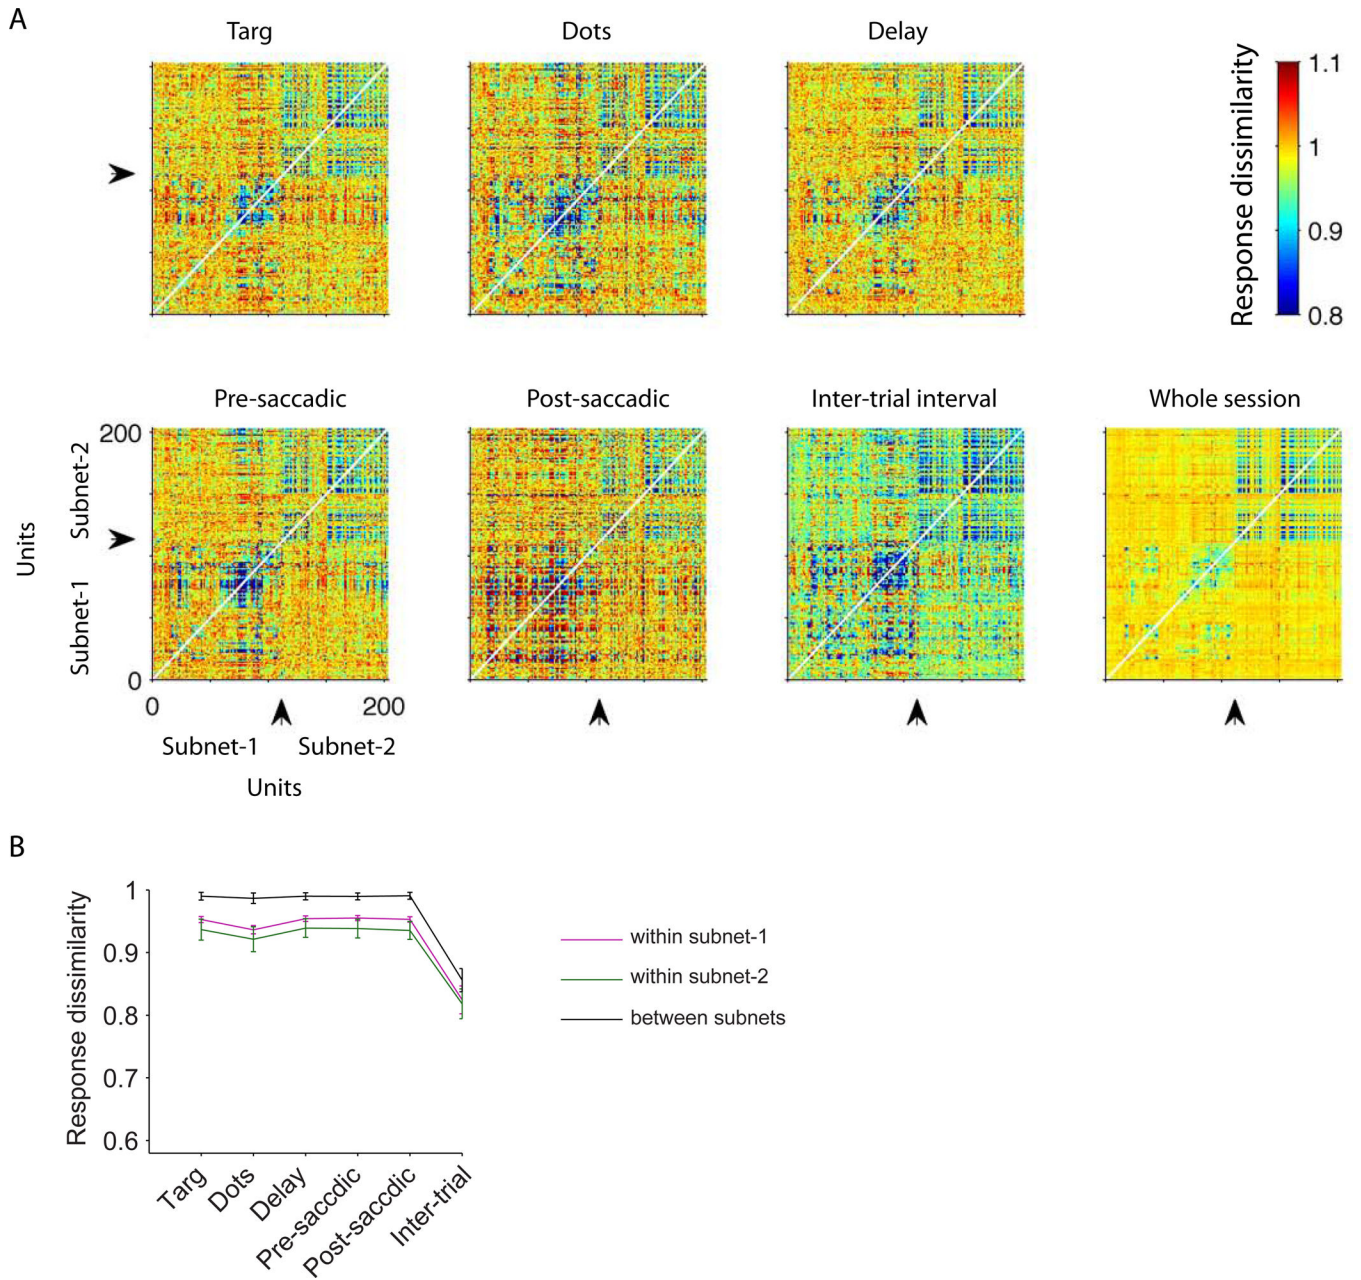 A
Targ
Dots
Delay
Response dissimilarity
1.1
1
0.9
0.8
Pre-saccadic
Post-saccadic
Inter-trial interval
Whole session
Units
Subnet-2
Subnet-1
200
0
0
200
Subnet-1
Subnet-2
Units
B
Response dissimilarity
1
0.9
0.8
0.7
0.6
Targ
Dots
Delay
Pre-saccdic
Post-saccdic
Inter-trial
within subnet-1
within subnet-2
between subnets